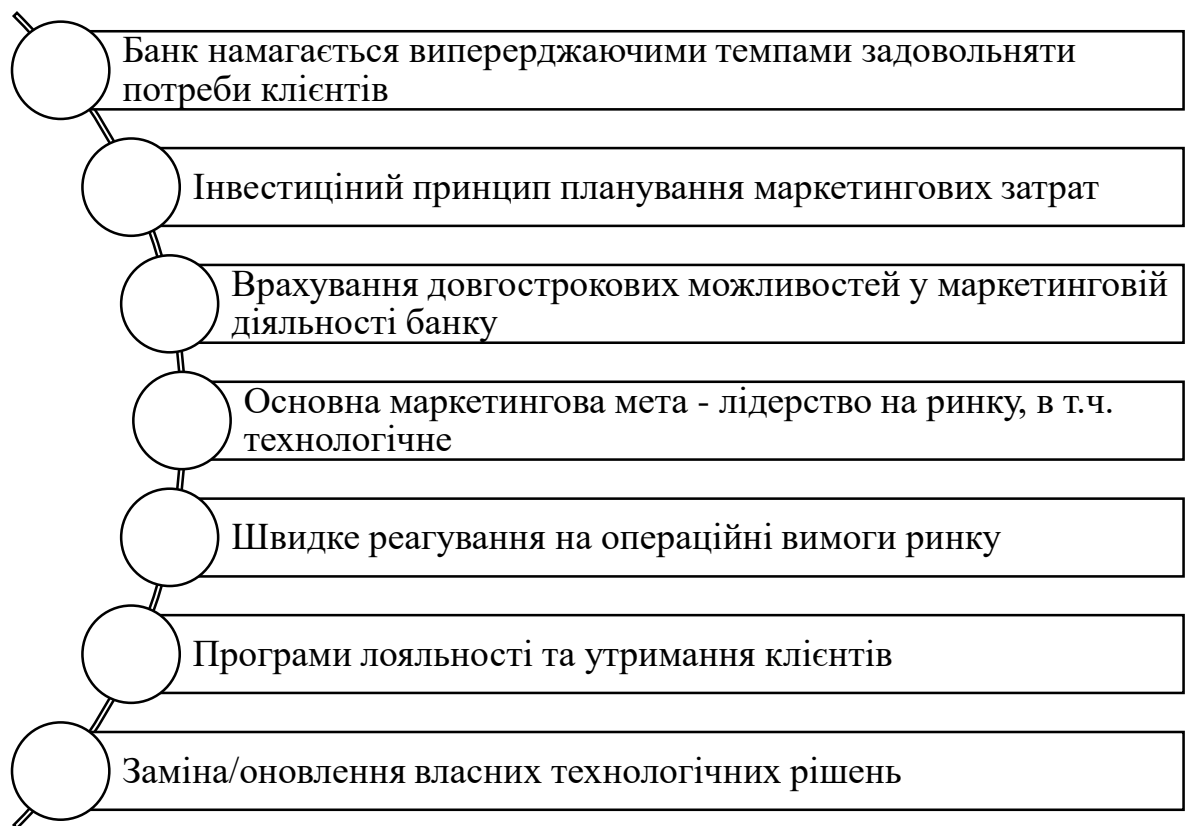 Банк намагається виперерджаючими темпами задовольняти
потреби клієнтів
Інвестиціний принцип планування маркетингових затрат
Врахування довгострокових можливостей у маркетинговій
діяльності банку
Основна маркетингова мета - лідерство на ринку, в т.ч.
технологічне
Швидке реагування на операційні вимоги ринку
Програми лояльності та утримання клієнтів
Заміна/оновлення власних технологічних рішень